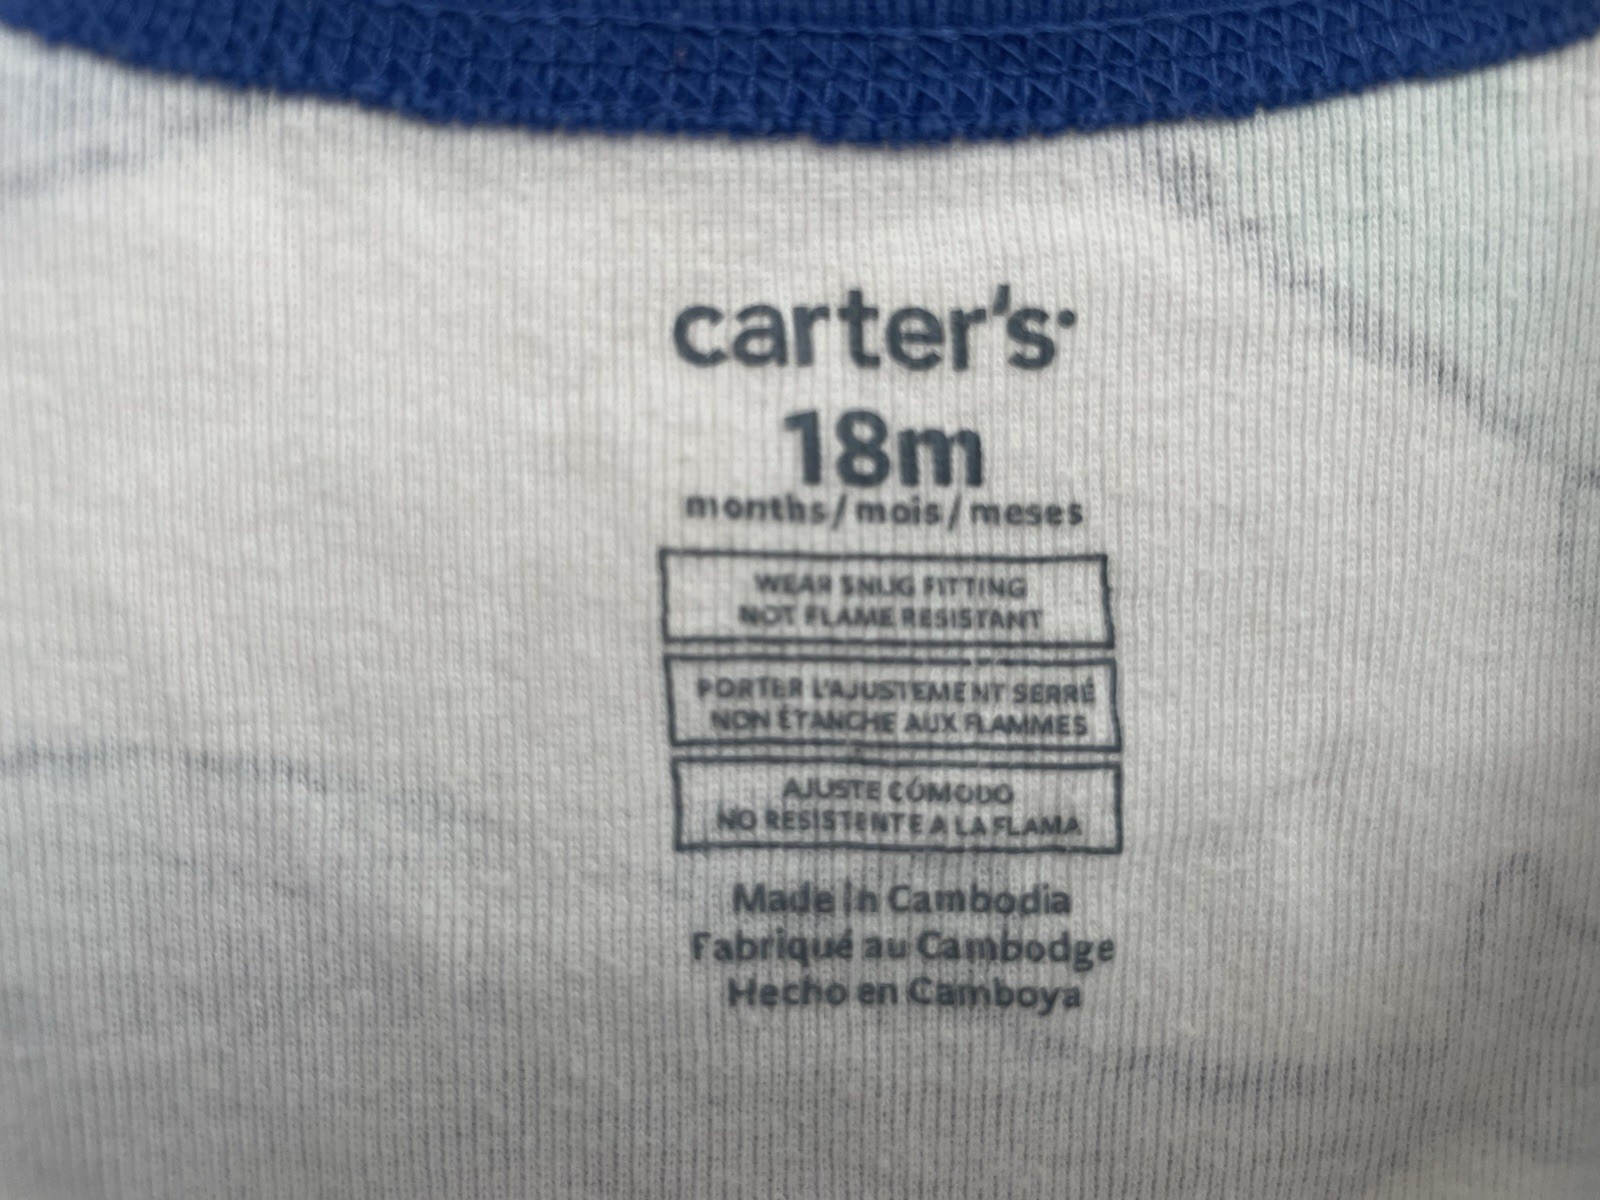 carter's
18m
months / mois / meses
WEAR SNUG FITTING
NOT FLAME RESISTANT
PORTER L'AJUSTEMENT SERRÉ
NON ÉTANCHE AUX FLAMMES
AJUSTE CÓMODO
NO RESISTENTE A LA FLAMA
Made in Cambodia
Fabriqué au Cambodge
Hecho en Camboya